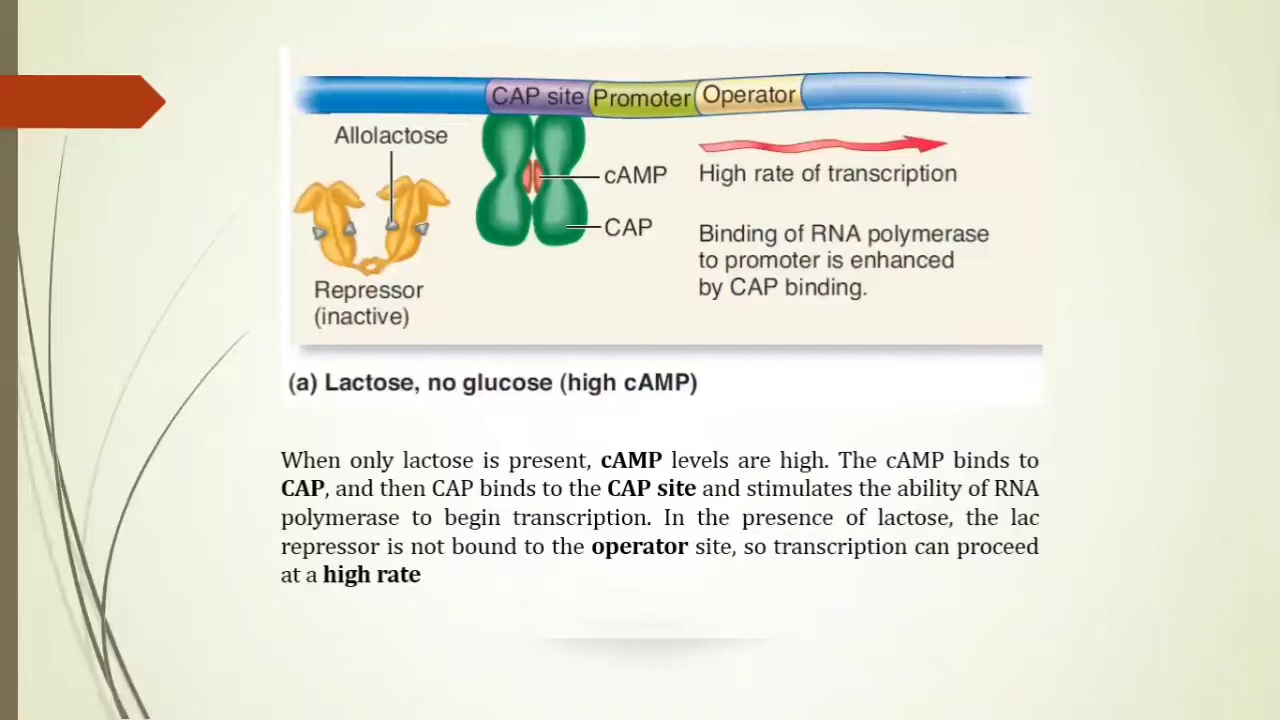 CAP site Promoter Operator
Allolactose
cAMP
High rate of transcription
CAP
Binding of RNA polymerase
to promoter is enhanced
by CAP binding.
Repressor
(inactive)
(a) Lactose, no glucose (high cAMP)
When only lactose is present, cAMP levels are high. The cAMP binds to
CAP, and then CAP binds to the CAP site and stimulates the ability of RNA
polymerase to begin transcription. In the presence of lactose, the lac
repressor is not bound to the operator site, so transcription can proceed
at a high rate